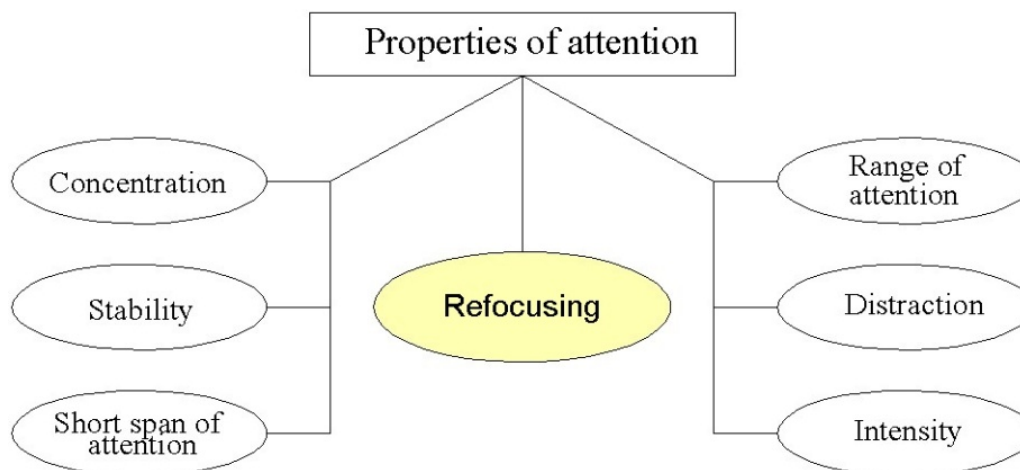 Properties of attention
Concentration
Range of
attention
Stability
Refocusing
Distraction
Short span of
attention
Intensity